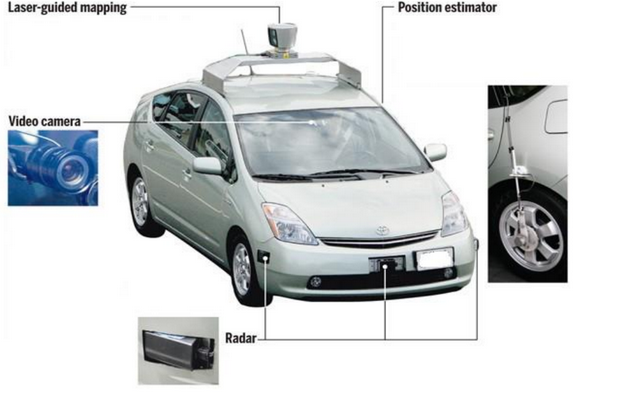 Laser-guided mapping
Position estimator
Video camera
Radar